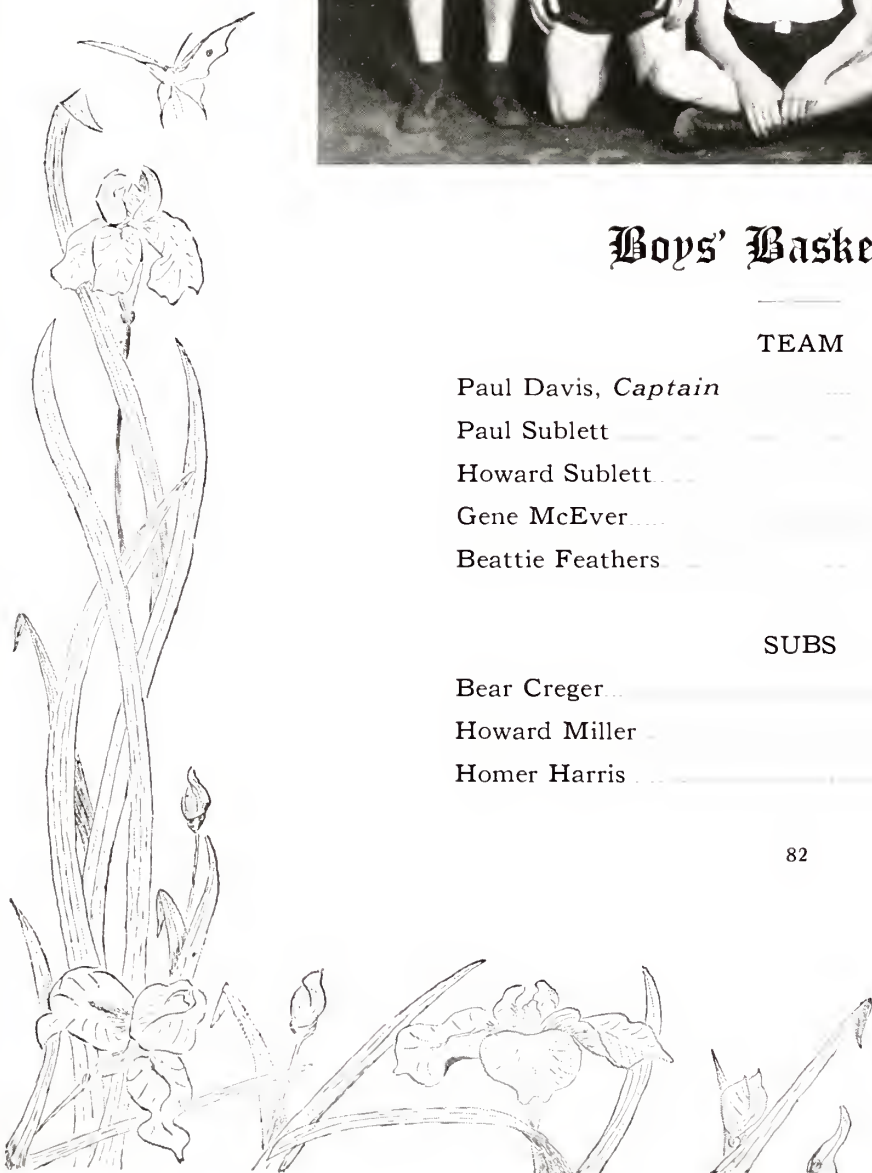 Boys' Baske
TEAM
Paul Davis, Captain
Paul Sublett
Howard Sublett
Gene McEver
Beattie Feathers
SUBS
Bear Creger
Howard Miller
Homer Harris
82